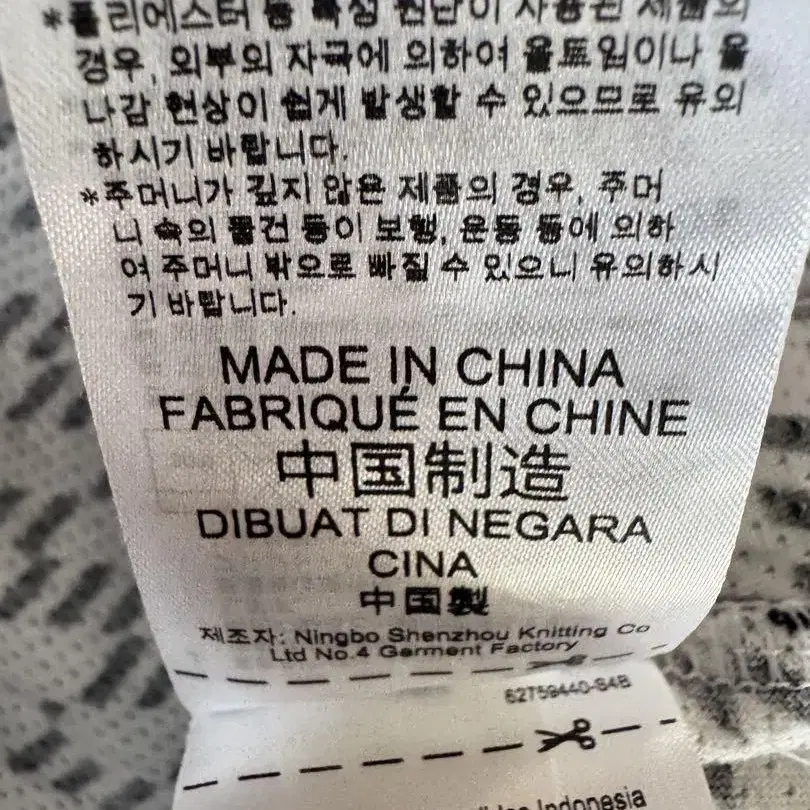 *폴리에스터 등 특성 원단이 사용된 제품의
경우, 외부의 자극에 의하여 올트임이나 올
나감 현상이 쉽게 발생할 수 있으므로 유의
하시기 바랍니다.
*주머니가 깊지 않은 제품의 경우, 주머
니 속의 물건 등이 보행, 운동 등에 의하
여 주머니 밖으로 빠질 수 있으니 유의하시
기 바랍니다.
MADE IN CHINA
FABRIQUÉ EN CHINE
中国制造
DIBUAT DI NEGARA
CINA
中国製
제조자: Ningbo Shenzhou Knitting Co
Ltd No.4 Garment Factory
62759440-S4B
Indonesia